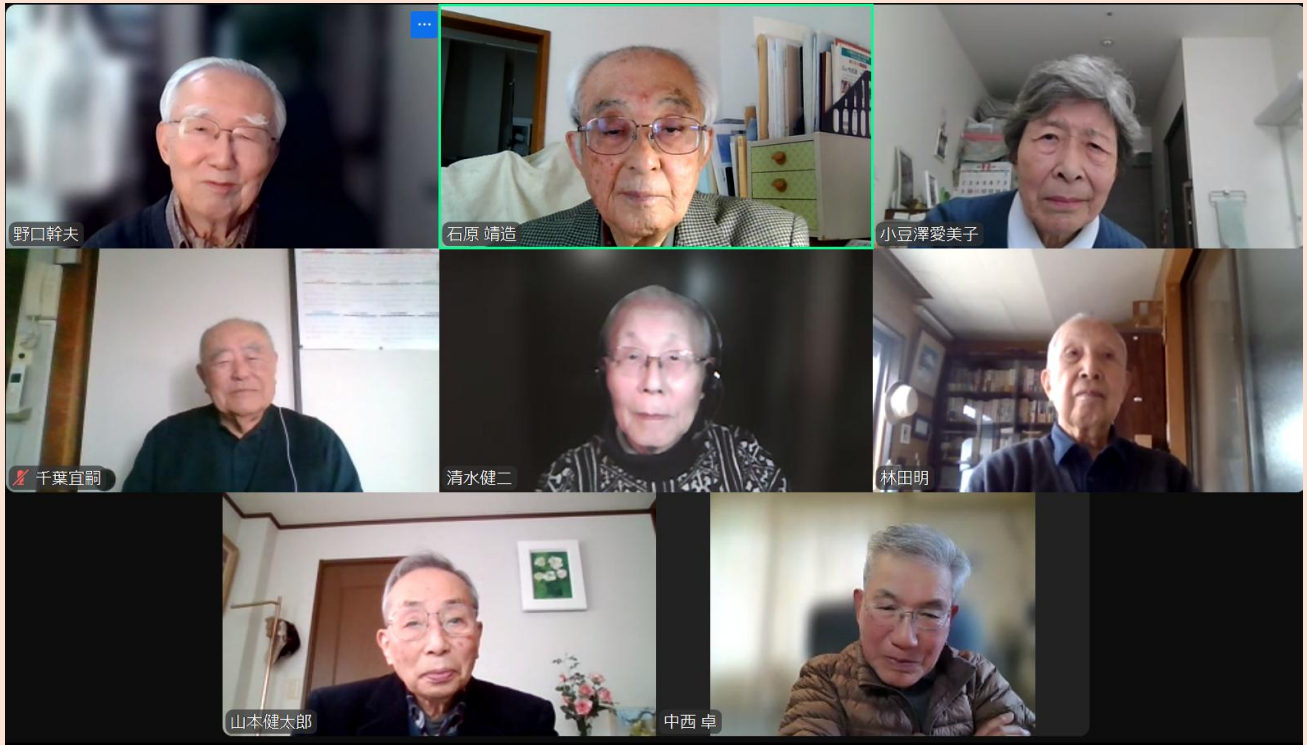 野口幹夫
石原 靖造
小豆澤愛美子
千葉宜嗣
清水健二
林田明
山本健太郎
中西 卓